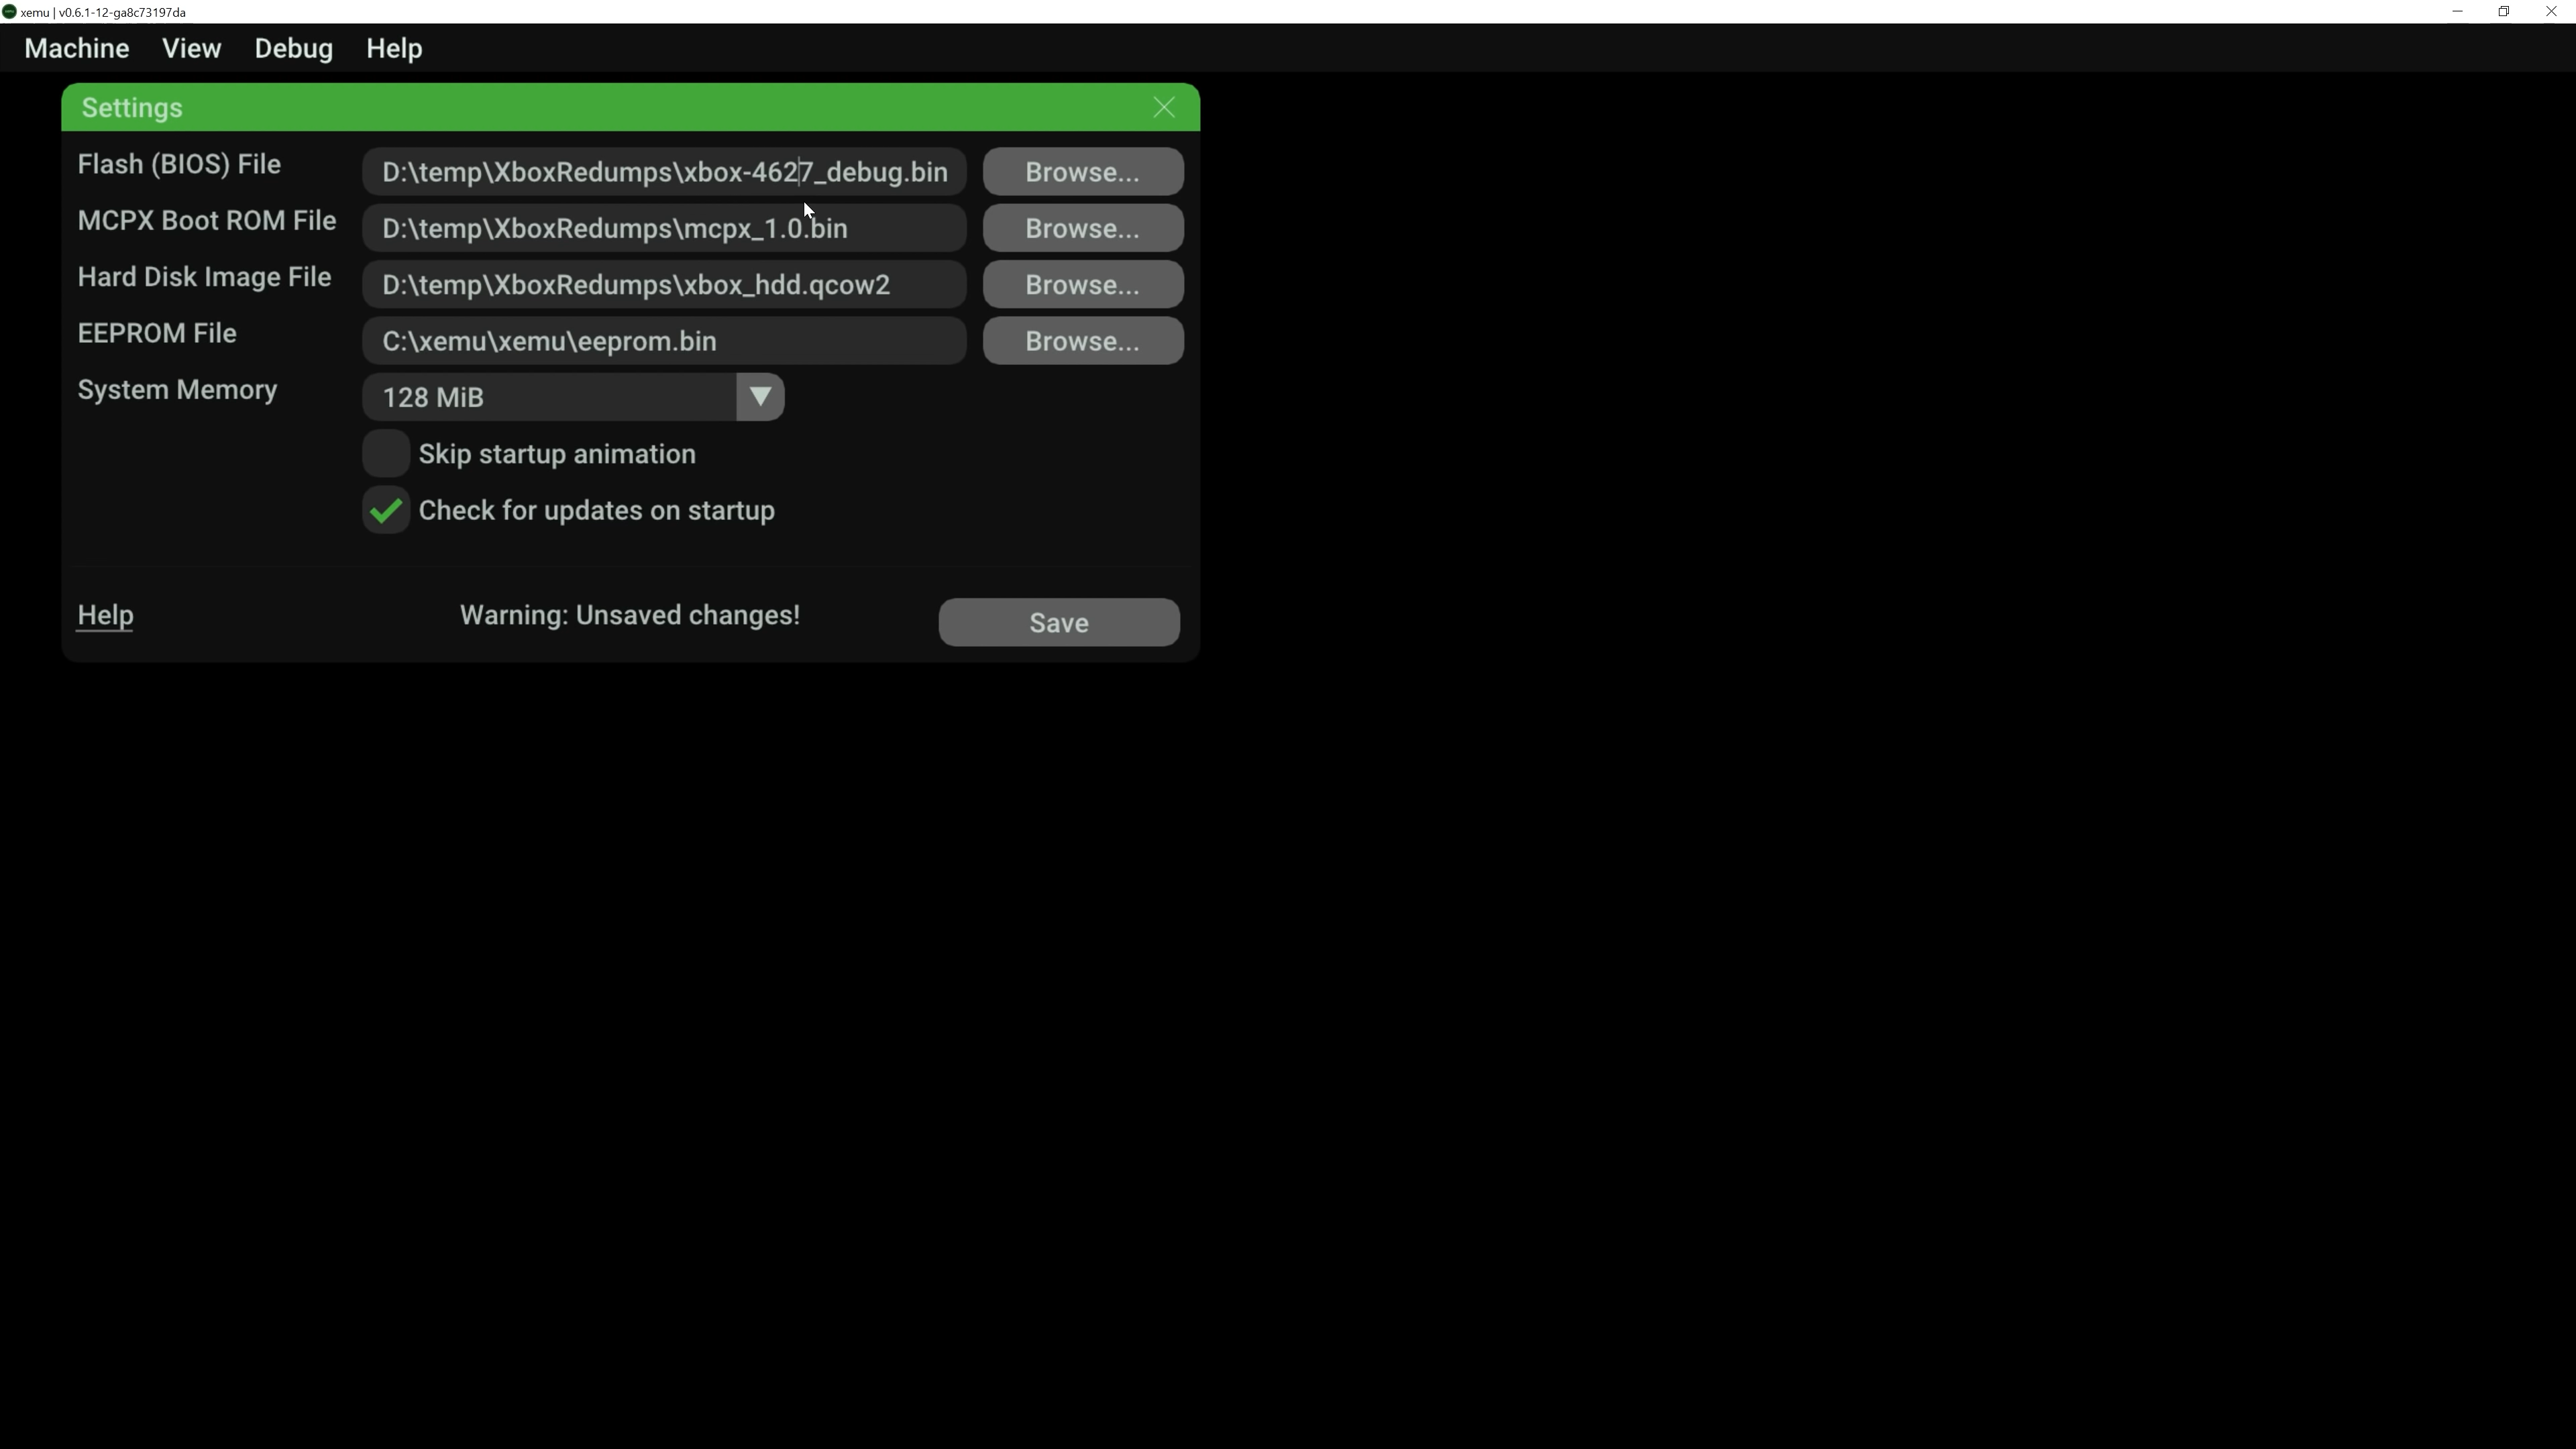 xemu | v0.6.1-12-ga8c73197da
Machine View Debug Help
Settings
Flash (BIOS) File D:\temp\XboxRedumps\xbox-4627_debug.bin Browse...
MCPX Boot ROM File D:\temp\XboxRedumps\mcpx_1.0.bin Browse...
Hard Disk Image File D:\temp\XboxRedumps\xbox_hdd.qcow2 Browse...
EEPROM File C:\xemu\xemu\eeprom.bin Browse...
System Memory 128 MiB
Skip startup animation
Check for updates on startup
Help Warning: Unsaved changes! Save